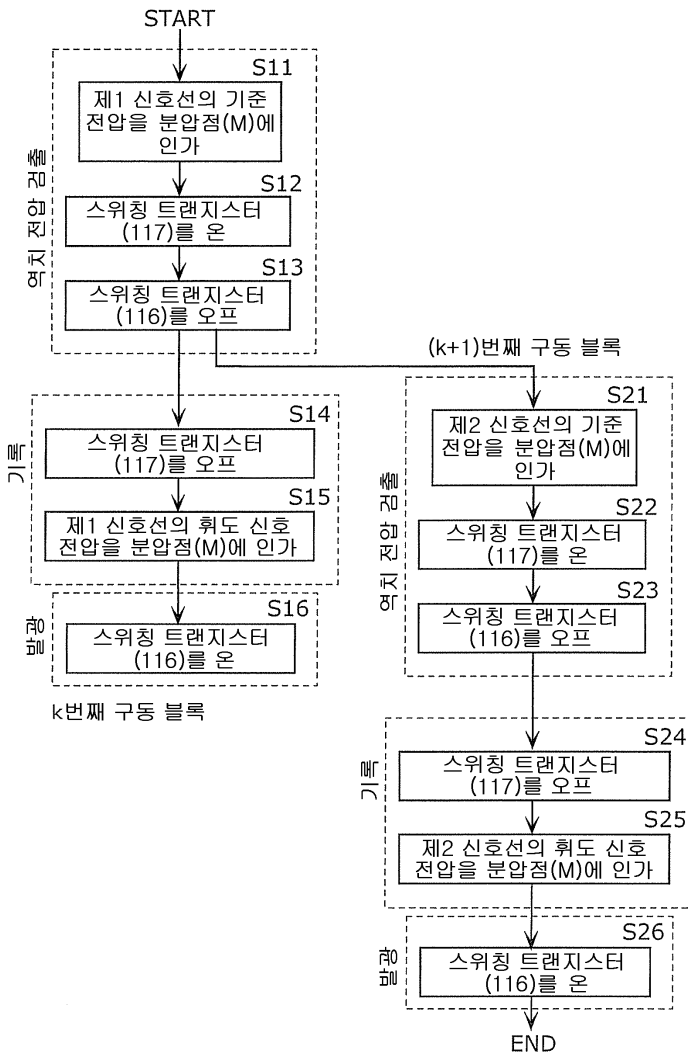 START
S11
제1 신호선의 기준
전압을 분압점(M)에
인가
S12
스위칭 트랜지스터
(117)를 온
S13
스위칭 트랜지스터
(116)를 오프
역치 전압 검출
S14
스위칭 트랜지스터
(117)를 오프
S15
제1 신호선의 휘도 신호
전압을 분압점(M)에 인가
기록
S16
스위칭 트랜지스터
(116)를 온
발광
k번째 구동 블록
(k+1)번째 구동 블록
S21
제2 신호선의 기준
전압을 분압점(M)에
인가
S22
스위칭 트랜지스터
(117)를 온
S23
스위칭 트랜지스터
(116)를 오프
역치 전압 검출
S24
스위칭 트랜지스터
(117)를 오프
S25
제2 신호선의 휘도 신호
전압을 분압점(M)에 인가
기록
S26
스위칭 트랜지스터
(116)를 온
발광
END